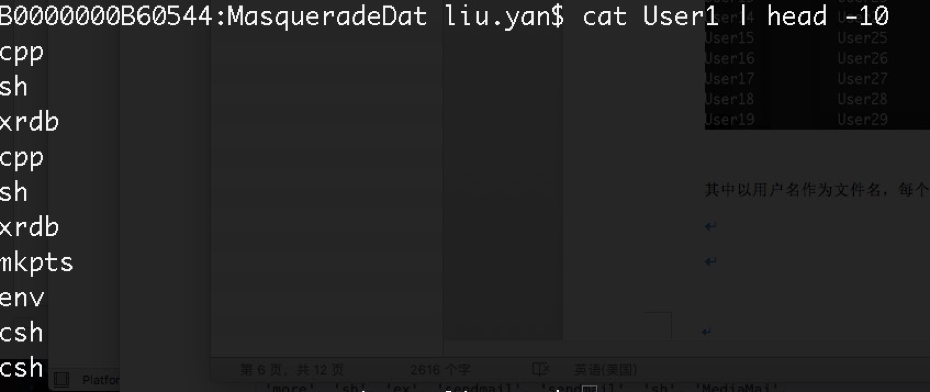 B0000000B60544:MasqueradeDat liu.yan$ cat User1 | head -10
cpp
sh
xrdb
cpp
sh
xrdb
mkpts
env
csh
csh
User15 User25
User16 User26
User17 User27
User18 User28
User19 User29
其中以用户名作为文件名，每个
第 6 页，共 12 页 2616 个字 英语(美国)
Platfor
'more' 'sh' 'ex' 'sendmail' 'sendmail' 'sh' 'MediaMai'